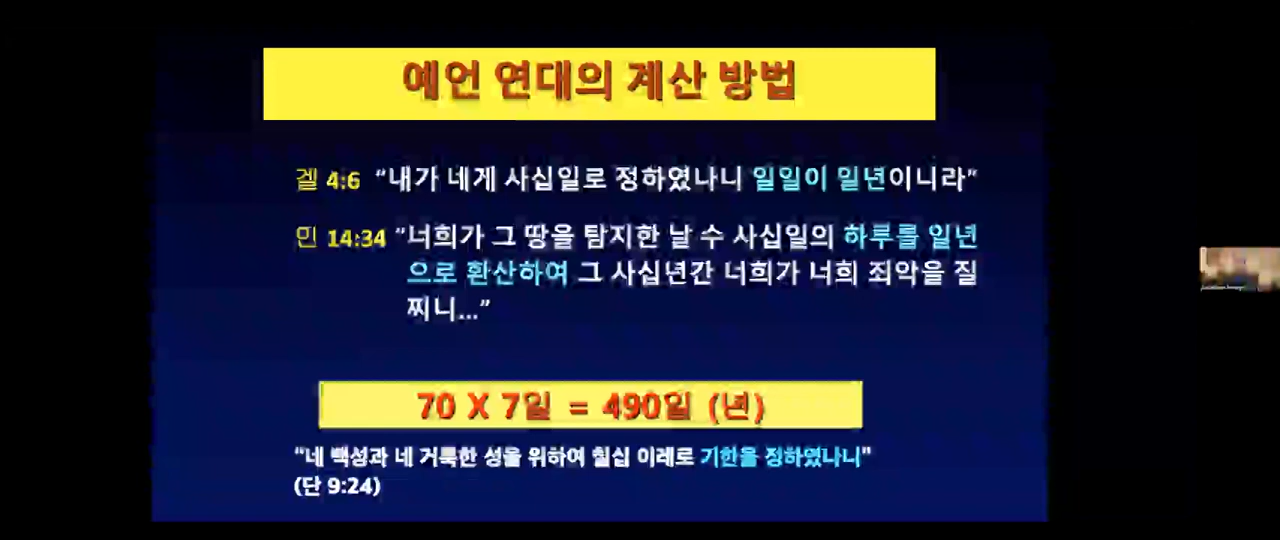 예언 연대의 계산 방법
겔 4:6 “내가 네게 사십일로 정하였나니 일일이 일년이니라”
민 14:34 “너희가 그 땅을 탐지한 날 수 사십일의 하루를 일년
으로 환산하여 그 사십년간 너희가 너희 죄악을 질
찌니...”
70 X 7일 = 490일 (년)
“네 백성과 네 거룩한 성을 위하여 칠십 이레로 기한을 정하였나니”
(단 9:24)